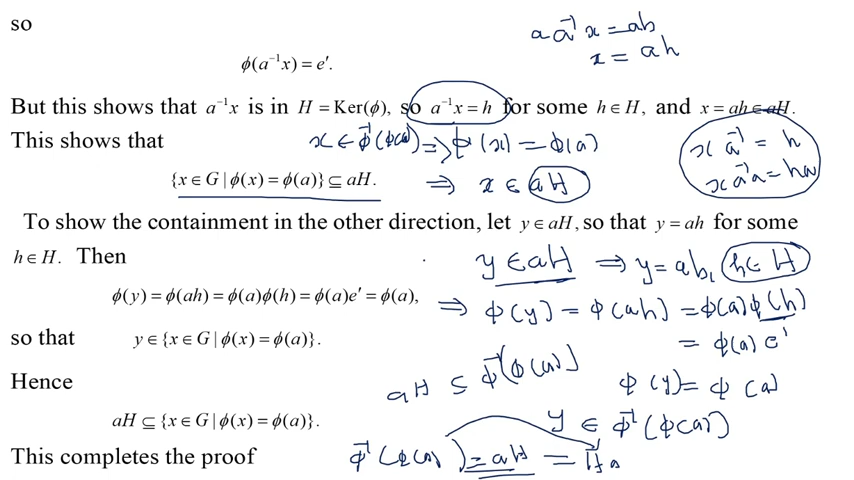 so
a a⁻¹ x = ab
x = ah
ϕ(a⁻¹x) = e′.
But this shows that a⁻¹x is in H = Ker(ϕ), so a⁻¹x = h for some h ∈ H, and x = ah ∈ aH.
This shows that
x ∈ ϕ⁻¹(ϕ(a)) ⇒ ϕ(x) = ϕ(a)
x a⁻¹ = h
x a⁻¹ a = ha
{x ∈ G | ϕ(x) = ϕ(a)} ⊆ aH.
⇒ x ∈ aH
To show the containment in the other direction, let y ∈ aH, so that y = ah for some
h ∈ H. Then
y ∈ aH ⇒ y = ab, h ∈ H
ϕ(y) = ϕ(ah) = ϕ(a)ϕ(h) = ϕ(a)e′ = ϕ(a),
⇒ ϕ(y) = ϕ(ah) = ϕ(a)ϕ(h)
so that y ∈ {x ∈ G | ϕ(x) = ϕ(a)}.
= ϕ(a) e′
Hence
aH ⊆ ϕ⁻¹(ϕ(a))
ϕ(y) = ϕ(a)
aH ⊆ {x ∈ G | ϕ(x) = ϕ(a)}.
y ∈ ϕ⁻¹(ϕ(a))
This completes the proof
ϕ⁻¹(ϕ(a)) = aH = Ha